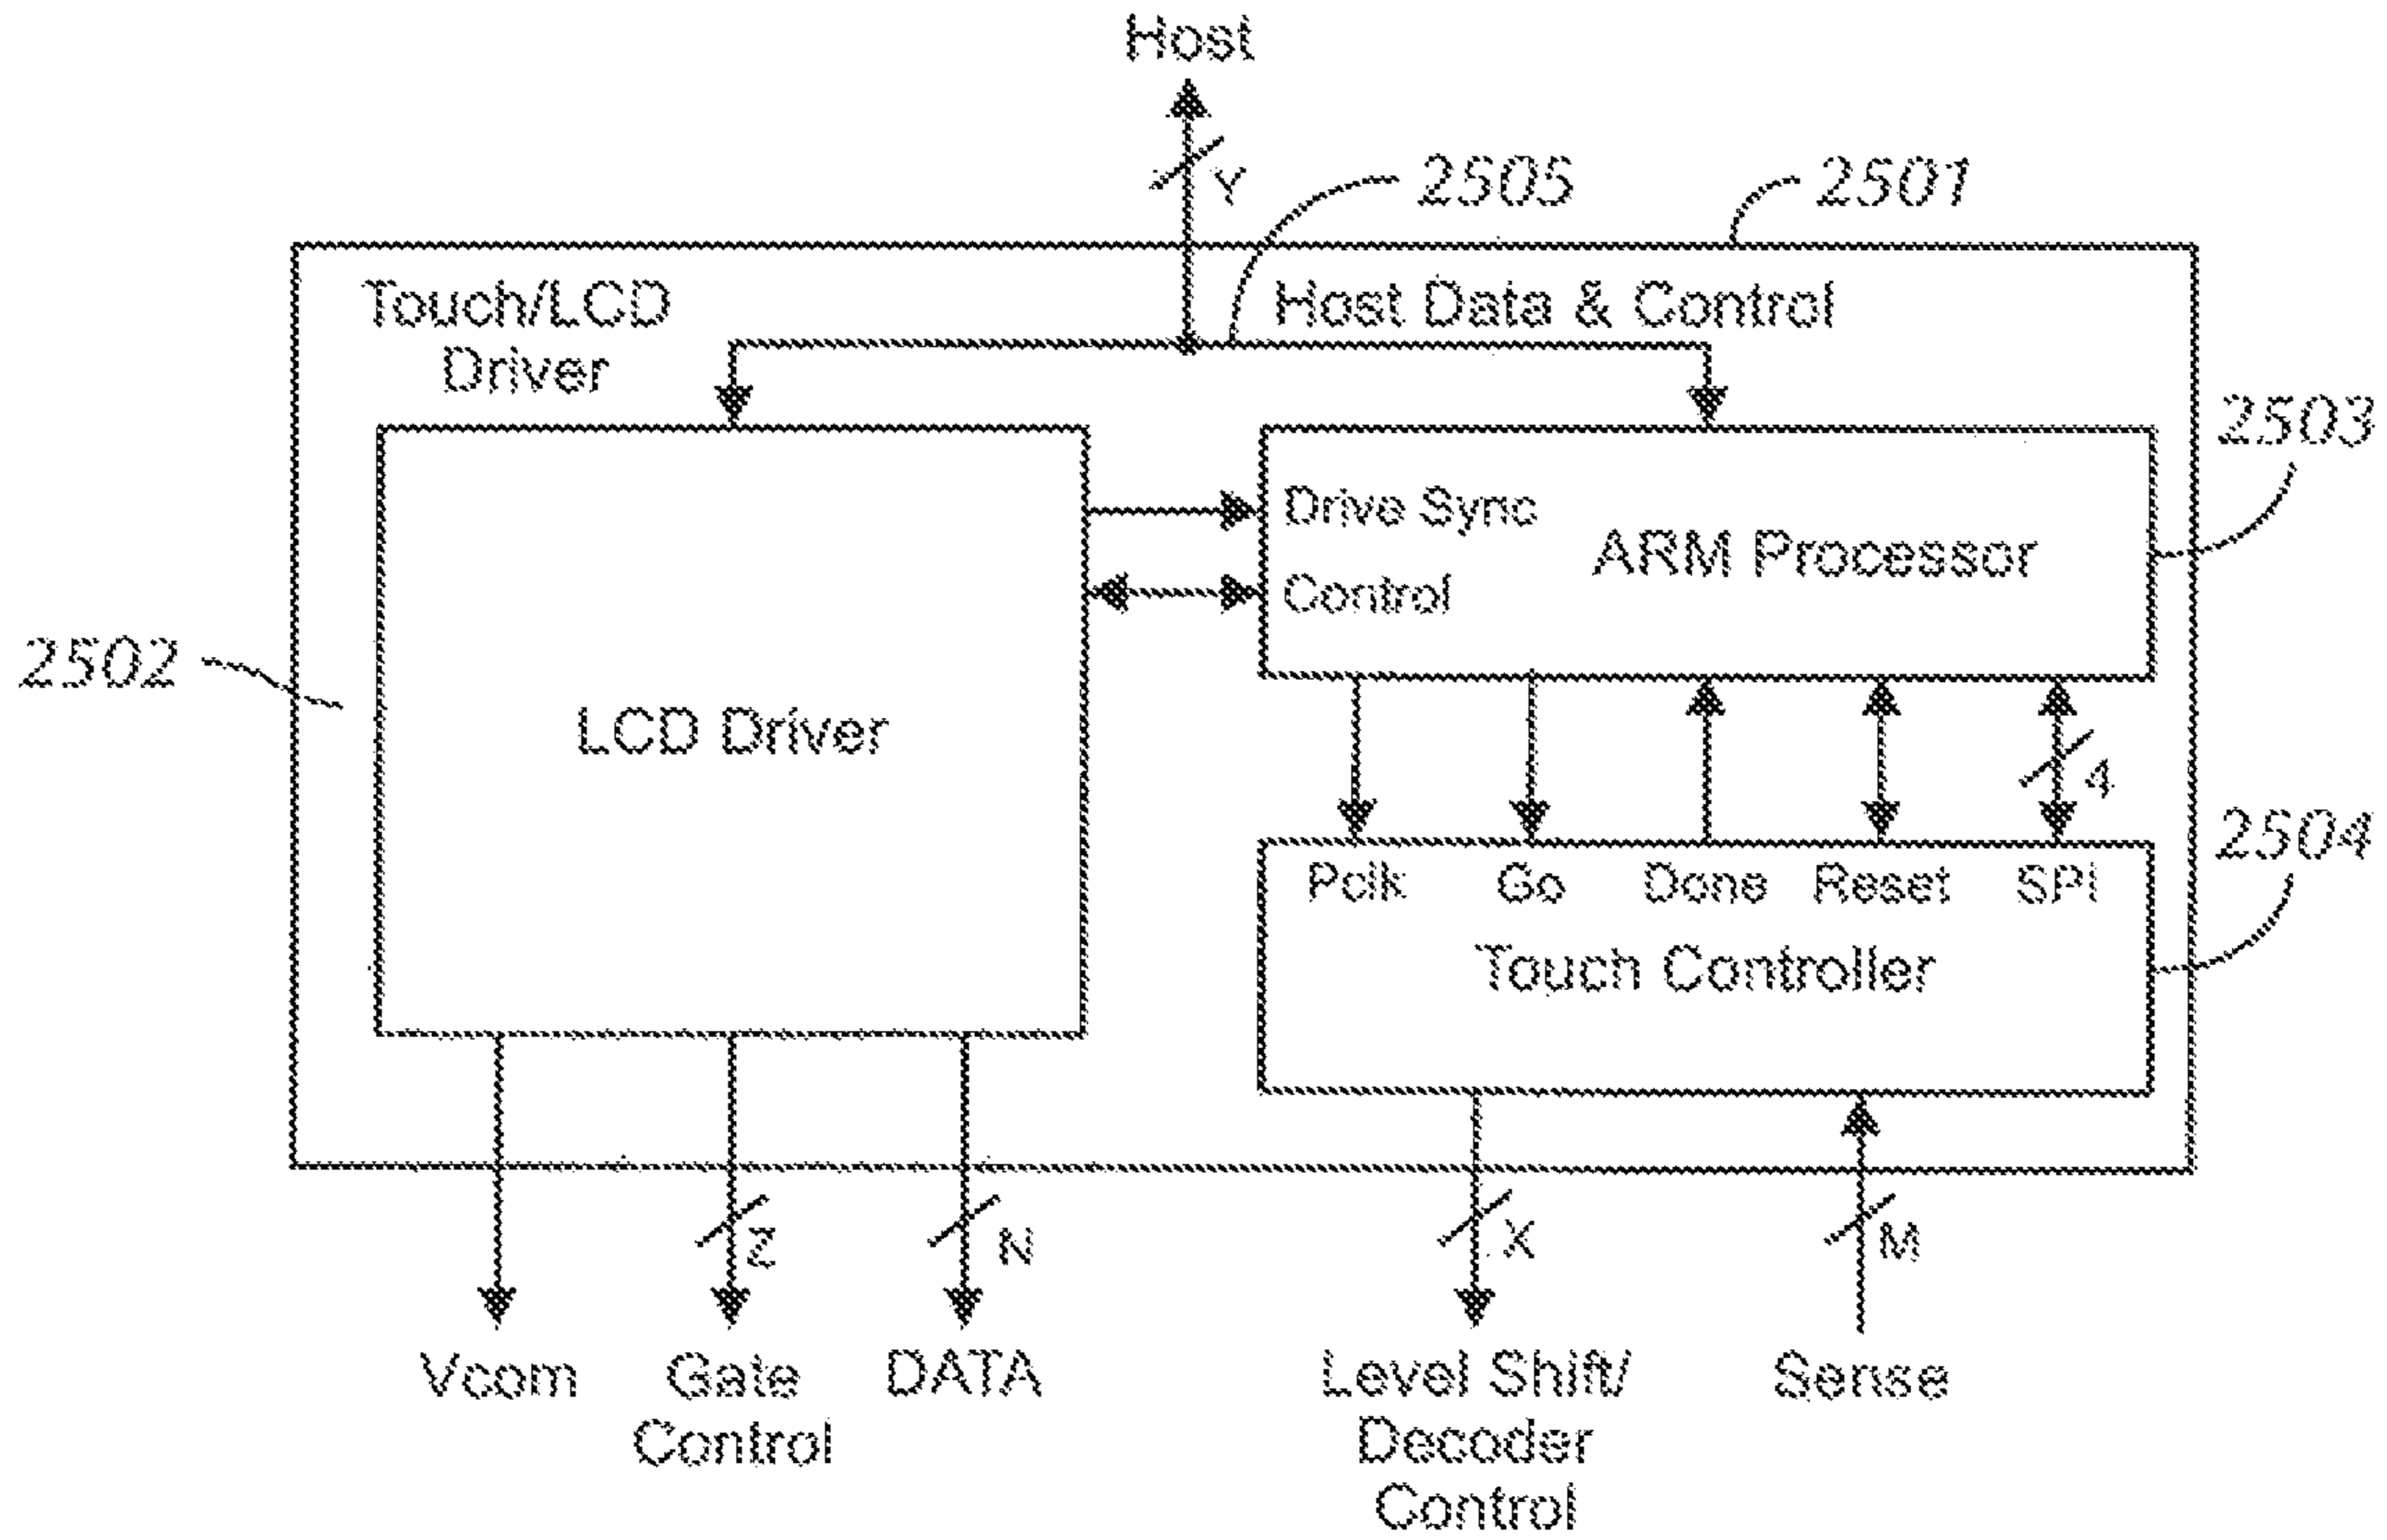 Host
Y
2505
2501
Touch/LCD
Driver
Host Data & Control
2503
Drive Sync
ARM Processor
Control
2502
LCD Driver
4
2504
Pclk Go Done Reset SPI
Touch Controller
Z
N
X
M
Vcom
Gate
Control
DATA
Level Shift/
Decoder
Control
Sense